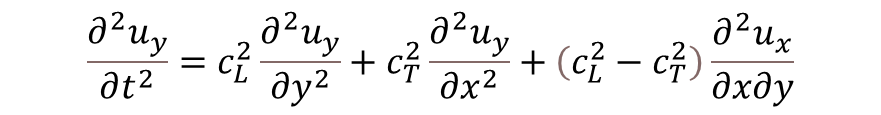 ∂²u_y/∂t² = c_L² ∂²u_y/∂y² + c_T² ∂²u_y/∂x² + (c_L² − c_T²) ∂²u_x/∂x∂y